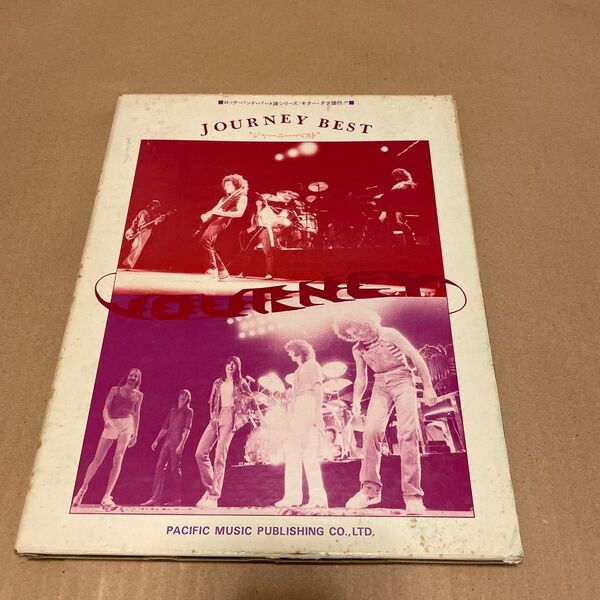 ■ロック・バンド・パート譜シリーズ/ギター・タブ譜付!!■
JOURNEY BEST
"ジャーニー・ベスト"
JOURNEY
PACIFIC MUSIC PUBLISHING CO.,LTD.